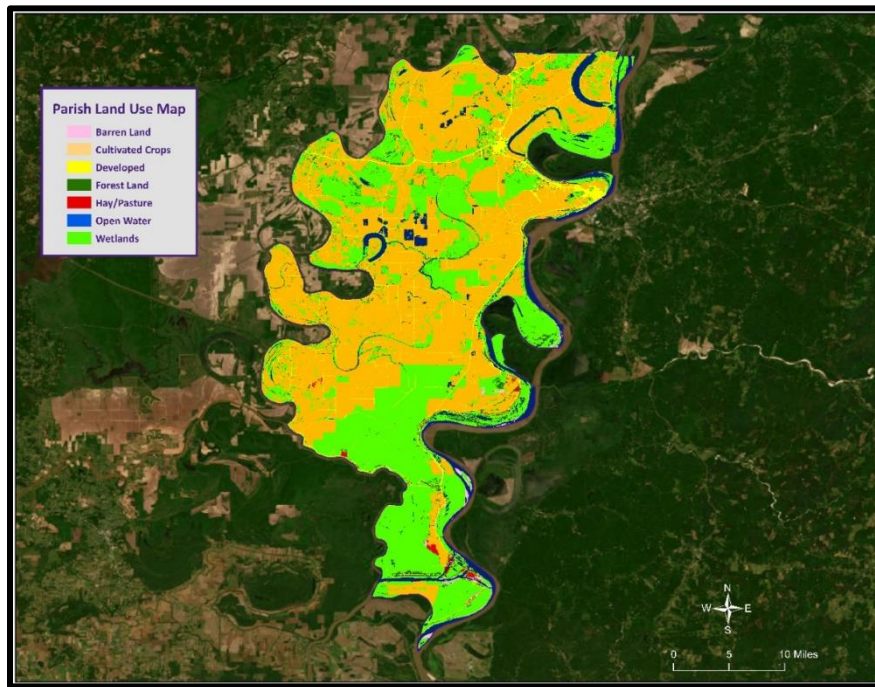 Parish Land Use Map
Barren Land
Cultivated Crops
Developed
Forest Land
Hay/Pasture
Open Water
Wetlands
N
W E
S
0 5 10 Miles